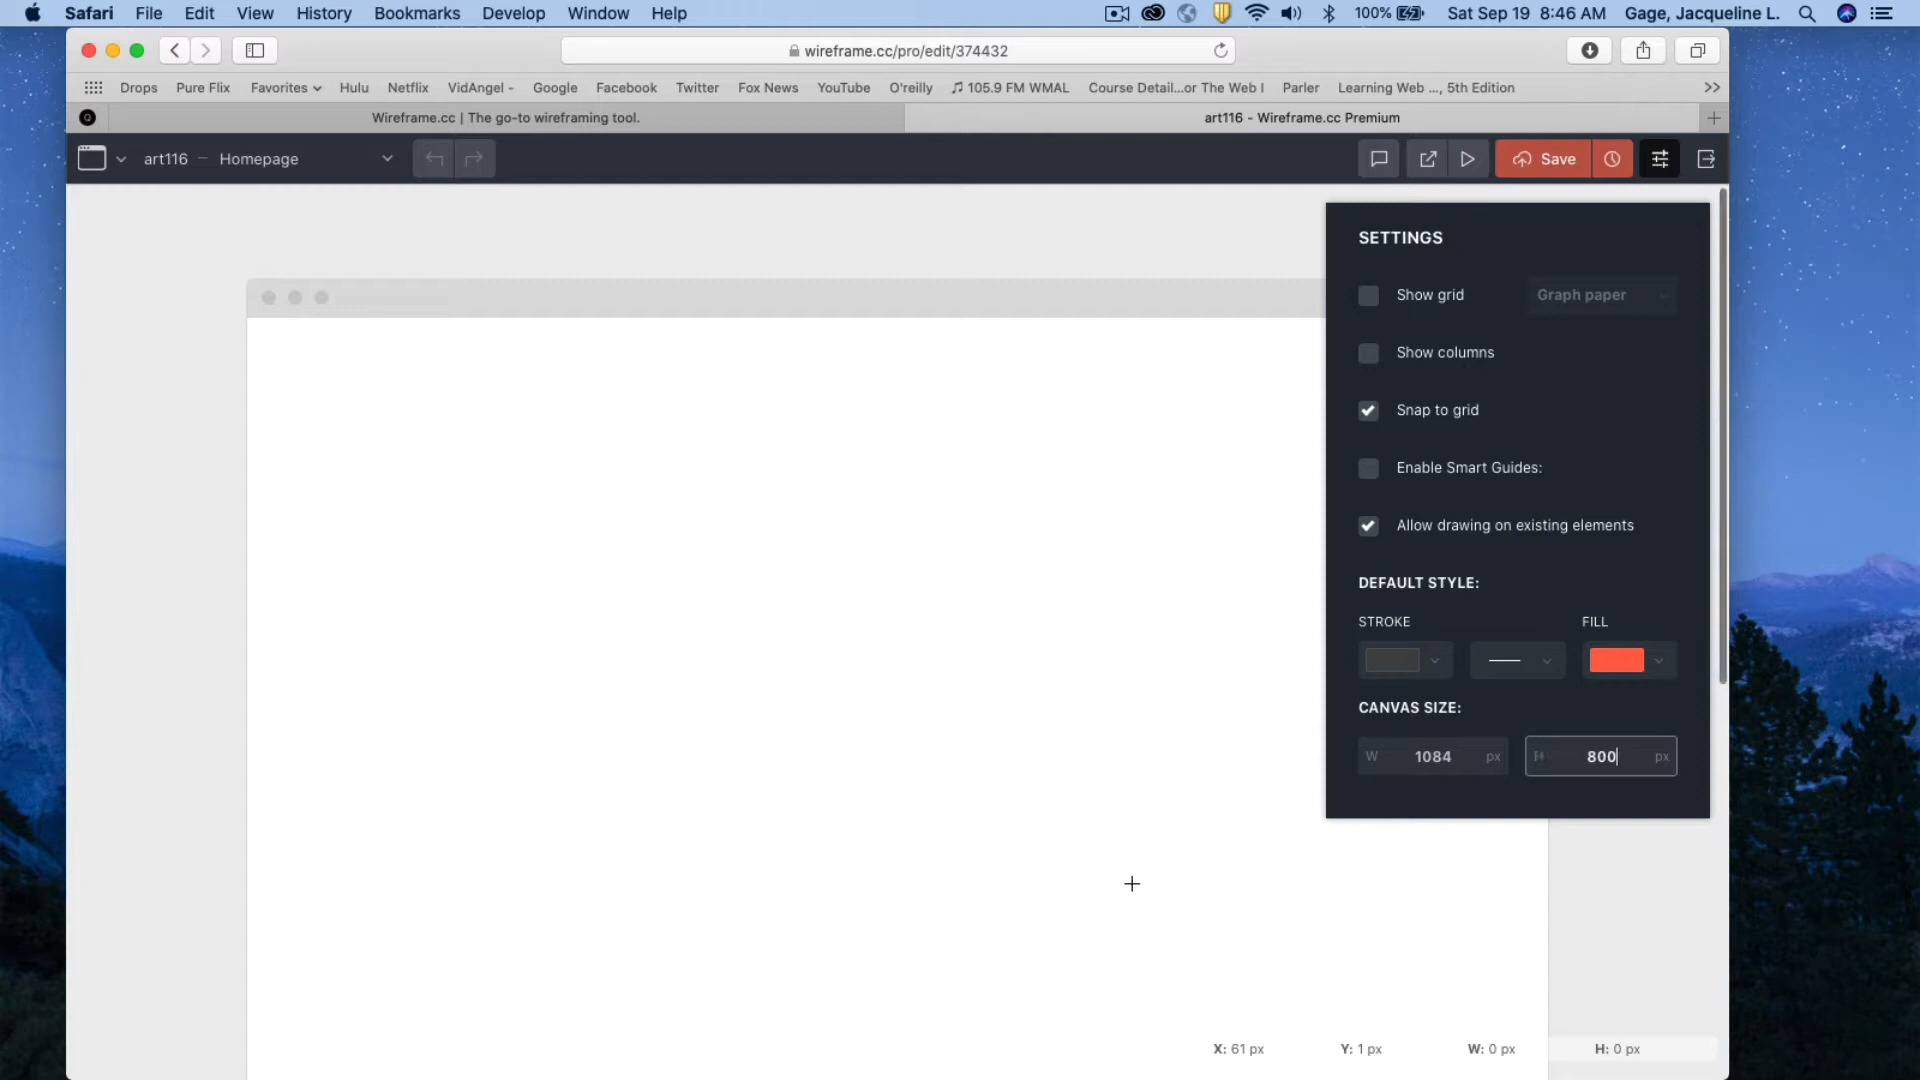 Safari File Edit View History Bookmarks Develop Window Help 100% Sat Sep 19 8:46 AM Gage, Jacqueline L.
wireframe.cc/pro/edit/374432
Drops Pure Flix Favorites Hulu Netflix VidAngel - Google Facebook Twitter Fox News YouTube O'reilly 105.9 FM WMAL Course Detail...or The Web I Parler Learning Web ..., 5th Edition >>
Wireframe.cc | The go-to wireframing tool. art116 - Wireframe.cc Premium +
art116 – Homepage Save
SETTINGS
Show grid Graph paper
Show columns
Snap to grid
Enable Smart Guides:
Allow drawing on existing elements
DEFAULT STYLE:
STROKE FILL
CANVAS SIZE:
W 1084 px H 800 px
X: 61 px Y: 1 px W: 0 px H: 0 px